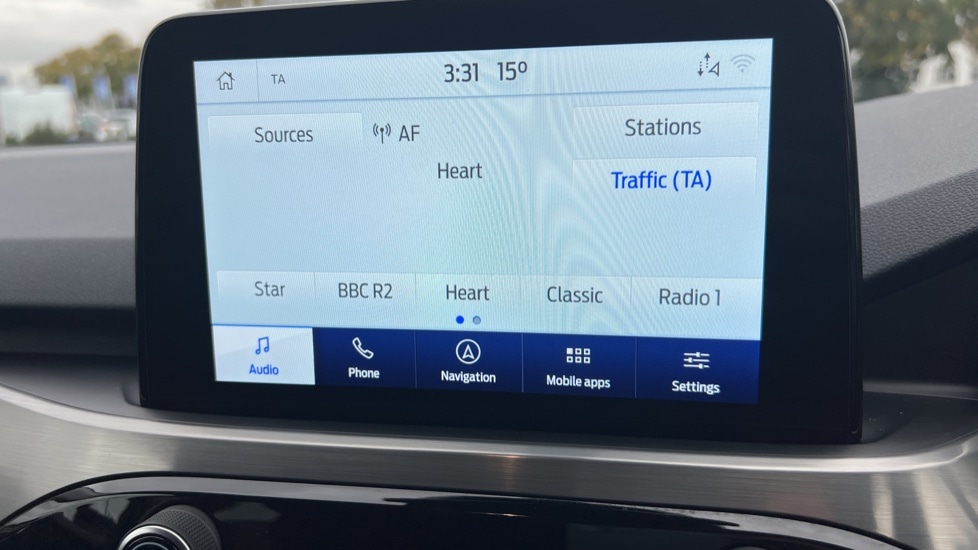 TA 3:31 15º
Sources AF Stations
Heart Traffic (TA)
Star BBC R2 Heart Classic Radio 1
Audio Phone Navigation Mobile apps Settings